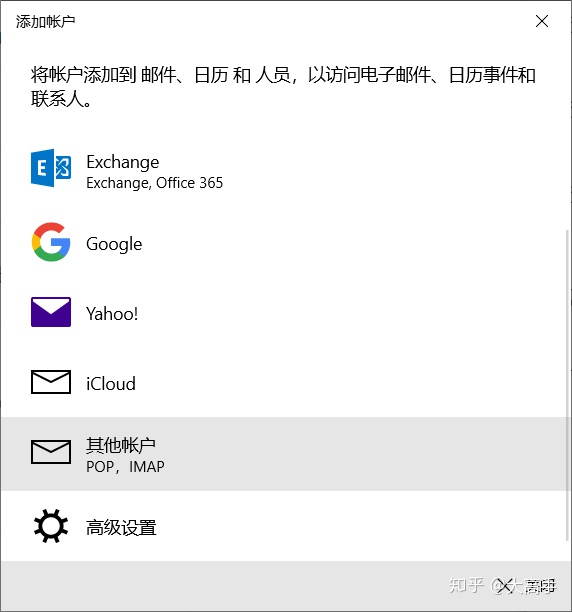 添加帐户
将帐户添加到 邮件、日历 和 人员，以访问电子邮件、日历事件和
联系人。
Exchange
Exchange, Office 365
Google
Yahoo!
iCloud
其他帐户
POP，IMAP
高级设置
知乎
关闭